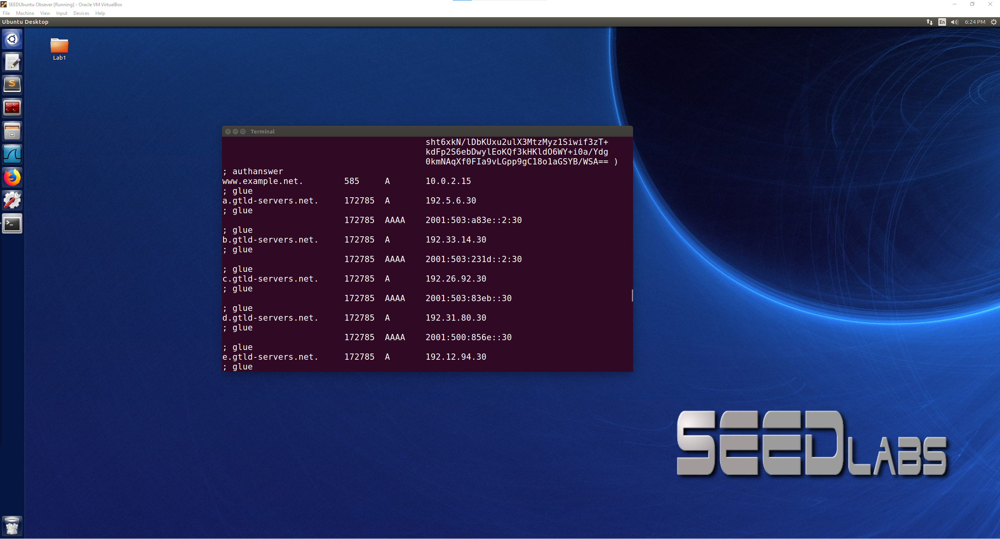 SEEDUbuntu Obsever [Running] - Oracle VM VirtualBox
File Machine View Input Devices Help
Ubuntu Desktop En 6:24 PM
Lab1
Terminal
sht6xkN/lDbKUxu2ulX3MtzMyz1Siwif3zT+
kdFp2S6ebDwylEoKQf3kHKldO6WY+i0a/Ydg
0kmNAqXf0FIa9vLGpp9gC18o1aGSYB/WSA== )
; authanswer
www.example.net. 585 A 10.0.2.15
; glue
a.gtld-servers.net. 172785 A 192.5.6.30
; glue
172785 AAAA 2001:503:a83e::2:30
; glue
b.gtld-servers.net. 172785 A 192.33.14.30
; glue
172785 AAAA 2001:503:231d::2:30
; glue
c.gtld-servers.net. 172785 A 192.26.92.30
; glue
172785 AAAA 2001:503:83eb::30
; glue
d.gtld-servers.net. 172785 A 192.31.80.30
; glue
172785 AAAA 2001:500:856e::30
; glue
e.gtld-servers.net. 172785 A 192.12.94.30
; glue
SEEDLABS